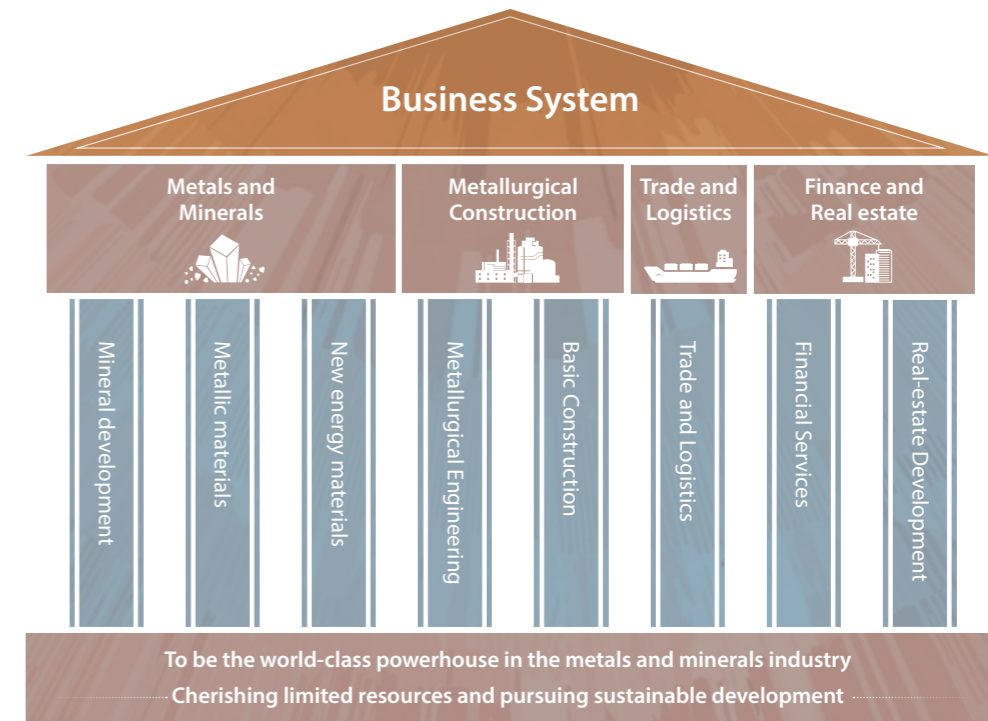 Business System
Metals and
Minerals
Metallurgical
Construction
Trade and
Logistics
Finance and
Real estate
Mineral development
Metallic materials
New energy materials
Metallurgical Engineering
Basic Construction
Trade and Logistics
Financial Services
Real-estate Development
To be the world-class powerhouse in the metals and minerals industry
Cherishing limited resources and pursuing sustainable development